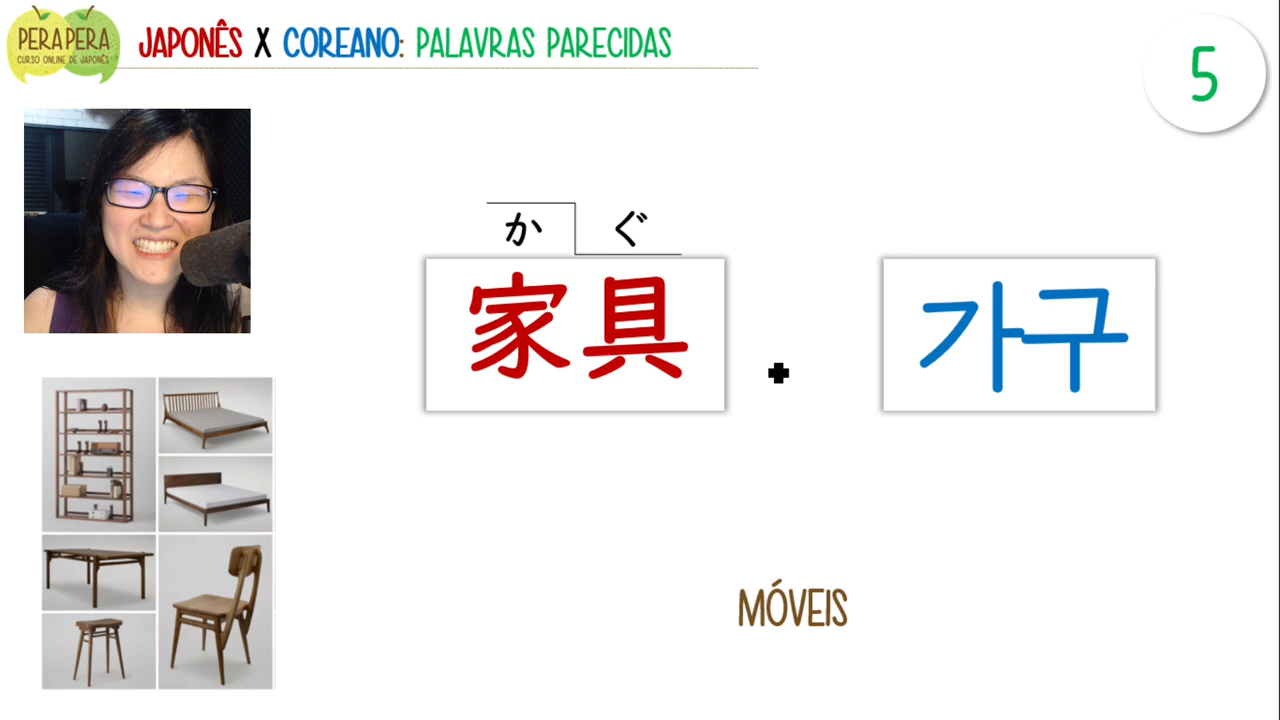 PERA PERA
CURSO ONLINE DE JAPONÊS
JAPONÊS X COREANO: PALAVRAS PARECIDAS
5
かぐ
家具
가구
MÓVEIS